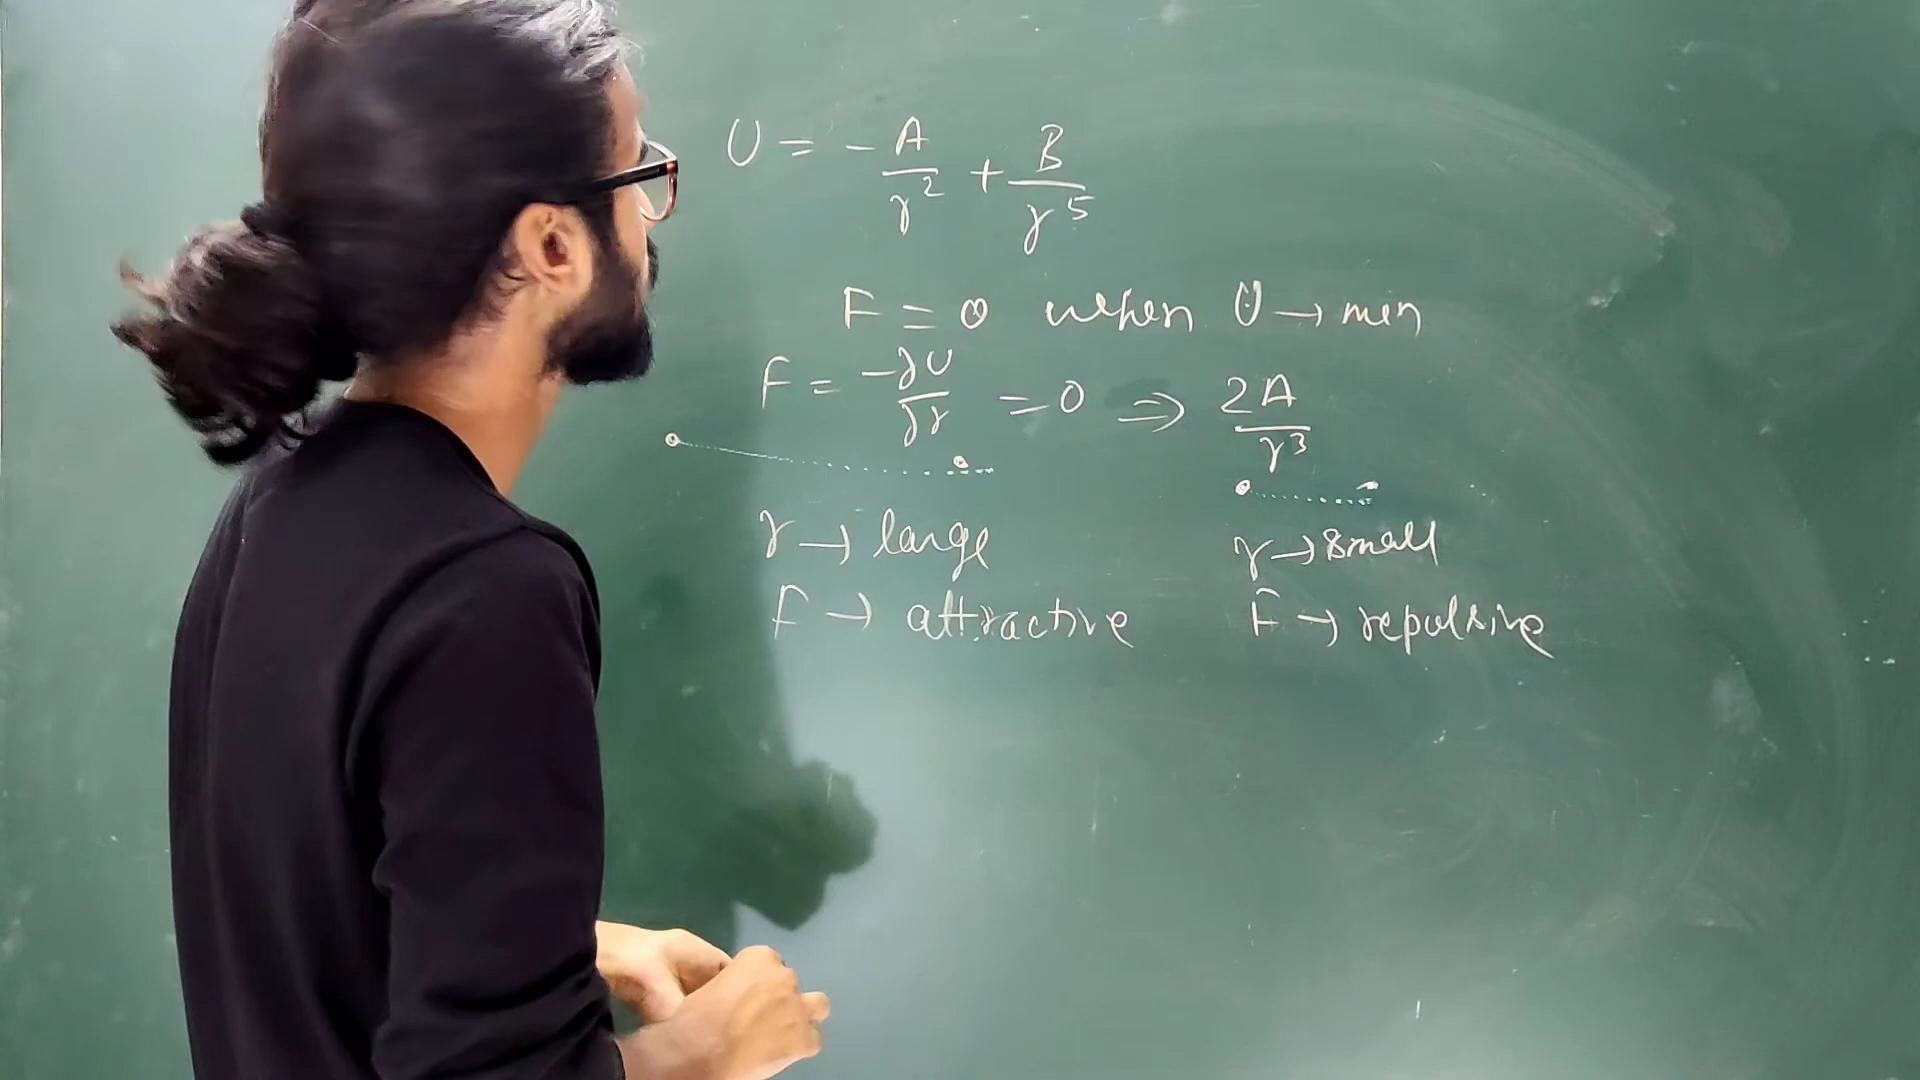 U = - A/r² + B/r⁵
F = 0 when U → min
F = -∂U/∂r = 0 ⇒ 2A/r³
r → large
r → small
F → attractive
F → repulsive